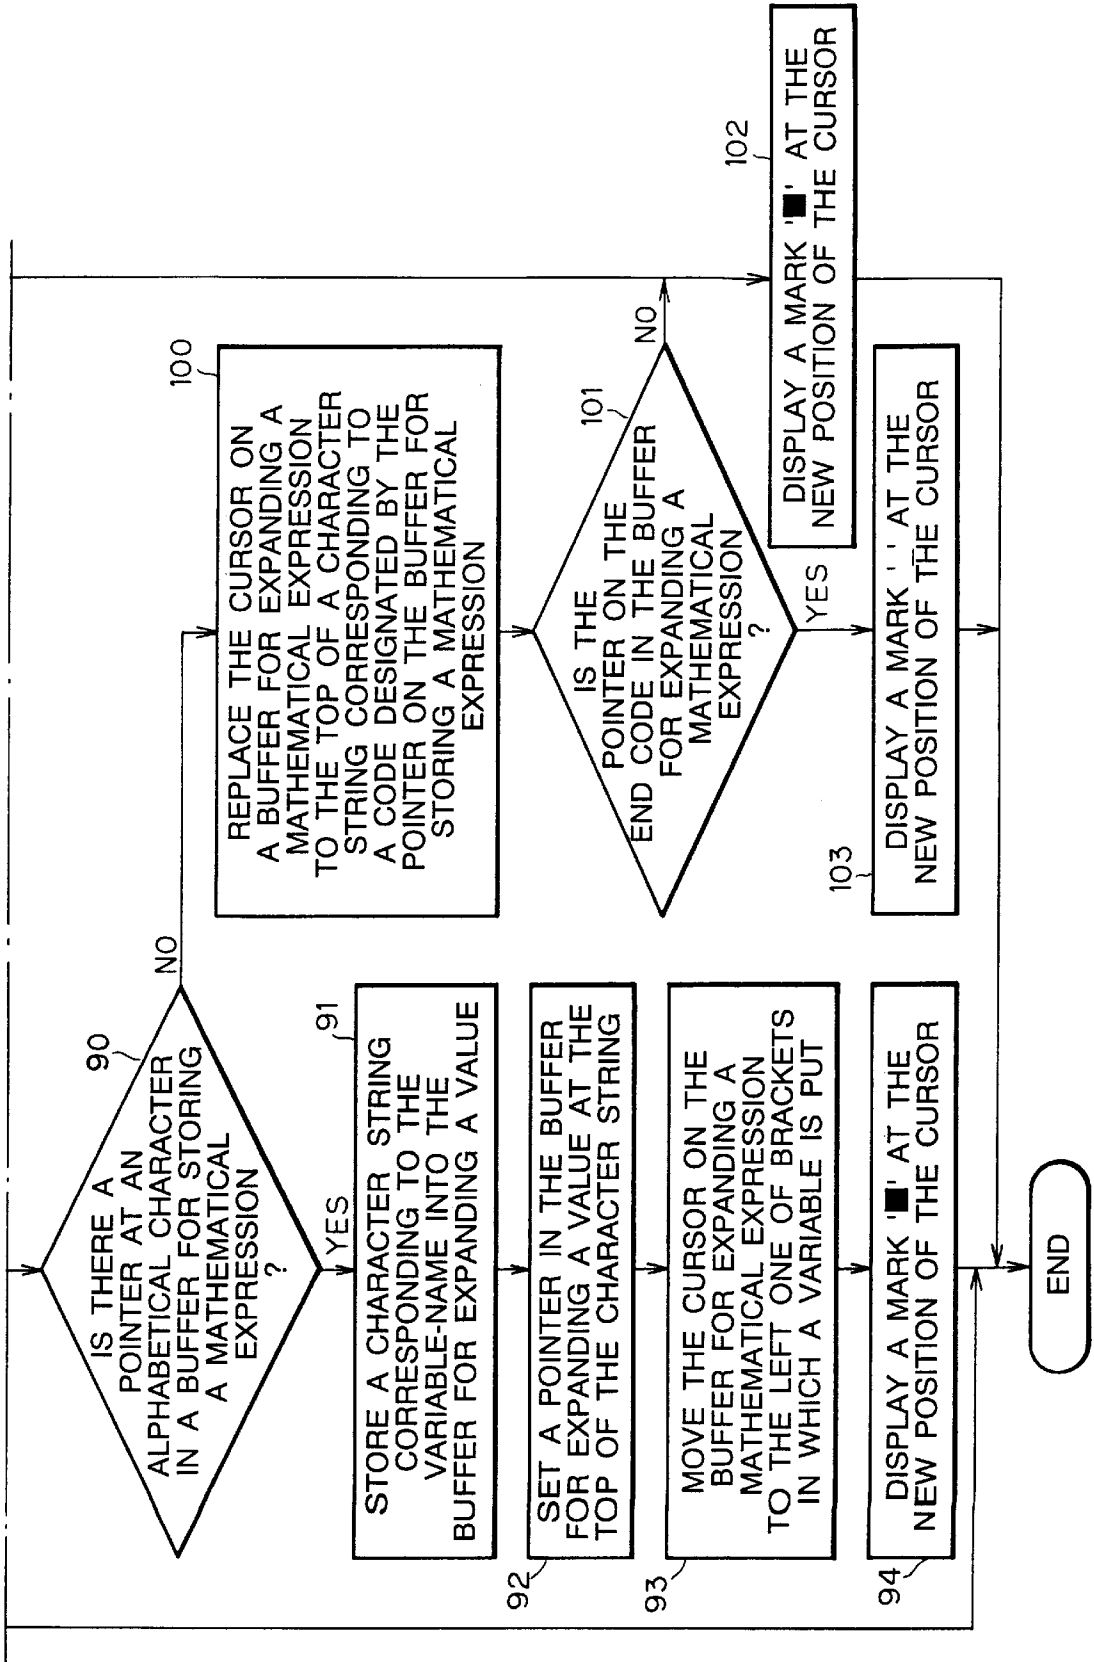 90
IS THERE A
POINTER AT AN
ALPHABETICAL CHARACTER
IN A BUFFER FOR STORING
A MATHEMATICAL
EXPRESSION
?
NO
YES
91
STORE A CHARACTER STRING
CORRESPONDING TO THE
VARIABLE-NAME INTO THE
BUFFER FOR EXPANDING A VALUE
92
SET A POINTER IN THE BUFFER
FOR EXPANDING A VALUE AT THE
TOP OF THE CHARACTER STRING
93
MOVE THE CURSOR ON THE
BUFFER FOR EXPANDING A
MATHEMATICAL EXPRESSION
TO THE LEFT ONE OF BRACKETS
IN WHICH A VARIABLE IS PUT
94
DISPLAY A MARK '■' AT THE
NEW POSITION OF THE CURSOR
100
REPLACE THE CURSOR ON
A BUFFER FOR EXPANDING A
MATHEMATICAL EXPRESSION
TO THE TOP OF A CHARACTER
STRING CORRESPONDING TO
A CODE DESIGNATED BY THE
POINTER ON THE BUFFER FOR
STORING A MATHEMATICAL
EXPRESSION
101
IS THE
POINTER ON THE
END CODE IN THE BUFFER
FOR EXPANDING A
MATHEMATICAL
EXPRESSION
?
NO
YES
102
DISPLAY A MARK '■' AT THE
NEW POSITION OF THE CURSOR
103
DISPLAY A MARK '_' AT THE
NEW POSITION OF THE CURSOR
END